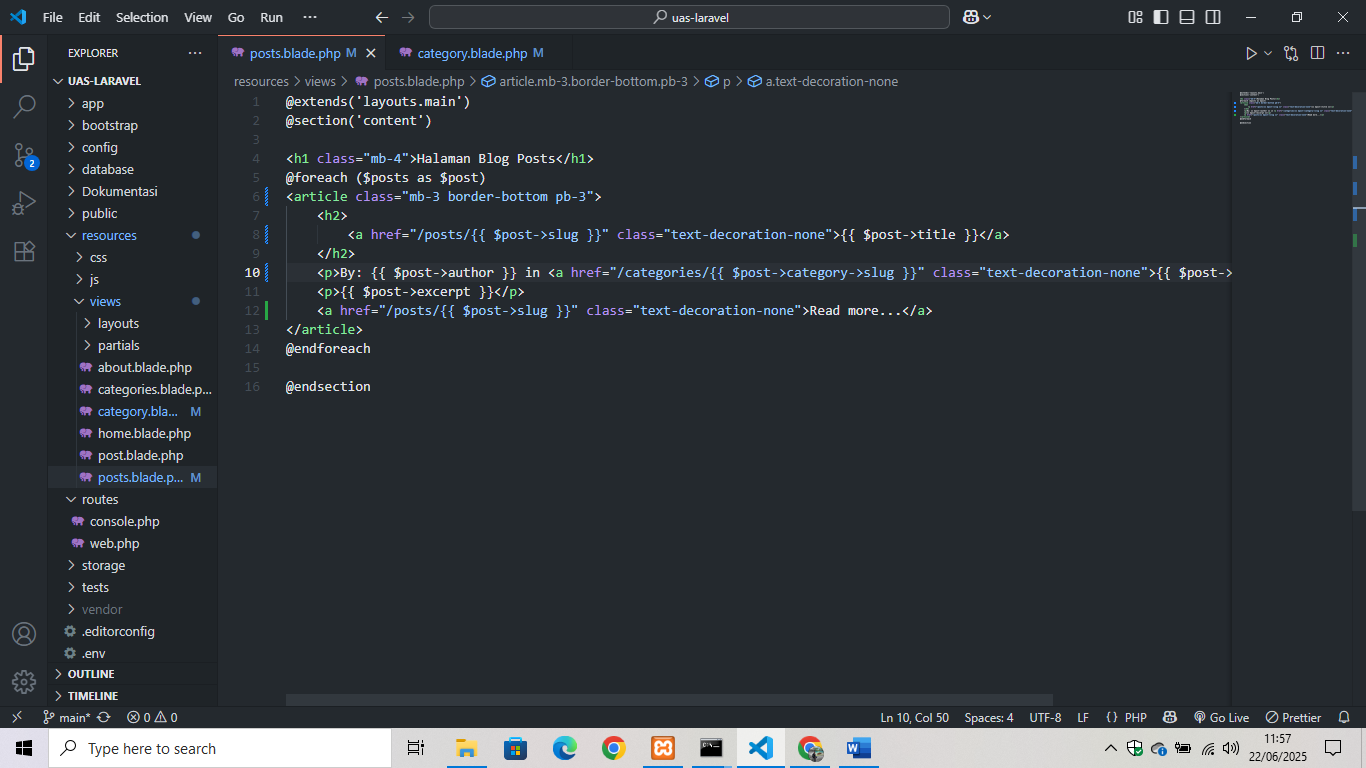 File Edit Selection View Go Run ··· uas-laravel
EXPLORER ···
posts.blade.php M
category.blade.php M
UAS-LARAVEL
resources > views > posts.blade.php > article.mb-3.border-bottom.pb-3 > p > a.text-decoration-none
app
bootstrap
config
database
Dokumentasi
public
resources
css
js
views
layouts
partials
about.blade.php
categories.blade.p...
category.bla... M
home.blade.php
post.blade.php
posts.blade.p... M
routes
console.php
web.php
storage
tests
vendor
.editorconfig
.env
OUTLINE
TIMELINE
2
1 @extends('layouts.main')
2 @section('content')
3
4 <h1 class="mb-4">Halaman Blog Posts</h1>
5 @foreach ($posts as $post)
6 <article class="mb-3 border-bottom pb-3">
7 <h2>
8 <a href="/posts/{{ $post->slug }}" class="text-decoration-none">{{ $post->title }}</a>
9 </h2>
10 <p>By: {{ $post->author }} in <a href="/categories/{{ $post->category->slug }}" class="text-decoration-none">{{ $post->
11 <p>{{ $post->excerpt }}</p>
12 <a href="/posts/{{ $post->slug }}" class="text-decoration-none">Read more...</a>
13 </article>
14 @endforeach
15
16 @endsection
main* 0 0 Ln 10, Col 50 Spaces: 4 UTF-8 LF {} PHP Go Live Prettier
Type here to search
11:57
22/06/2025